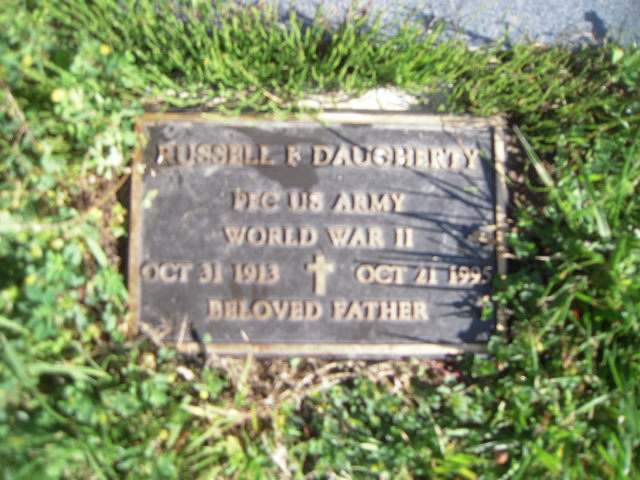 RUSSELL F DAUGHERTY
PFC US ARMY
WORLD WAR II
OCT 31 1913 OCT 21 1995
BELOVED FATHER